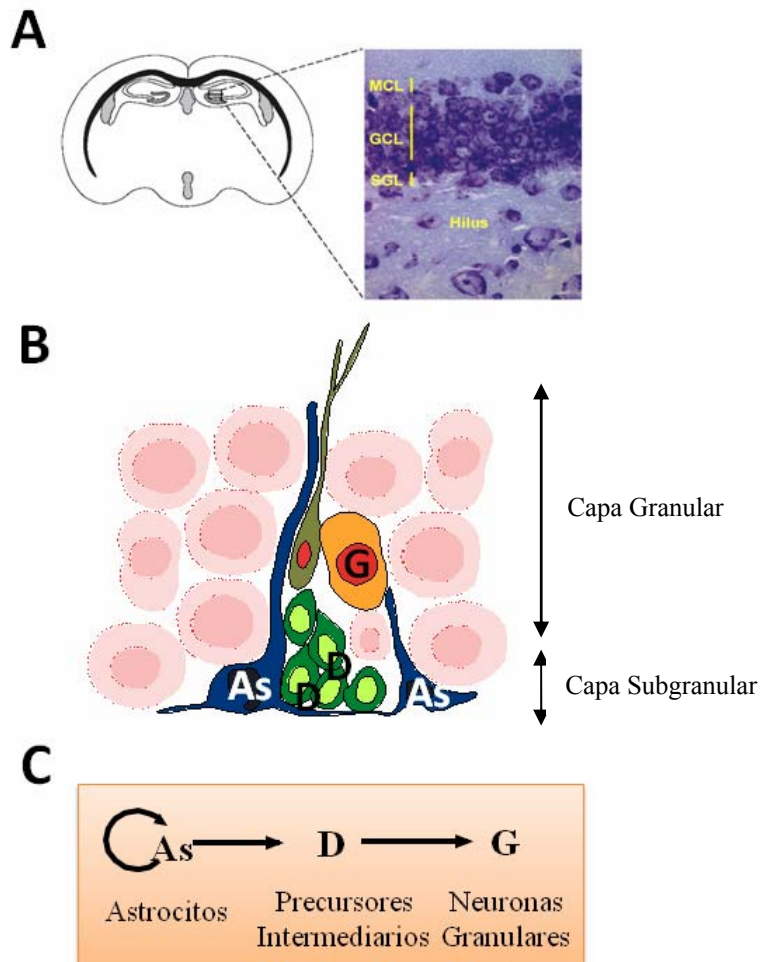 A
MCL
GCL
SGL
Hilus
B
G
D
D
As
As
Capa Granular
Capa Subgranular
C
As D G
Astrocitos
Precursores
Intermediarios
Neuronas
Granulares